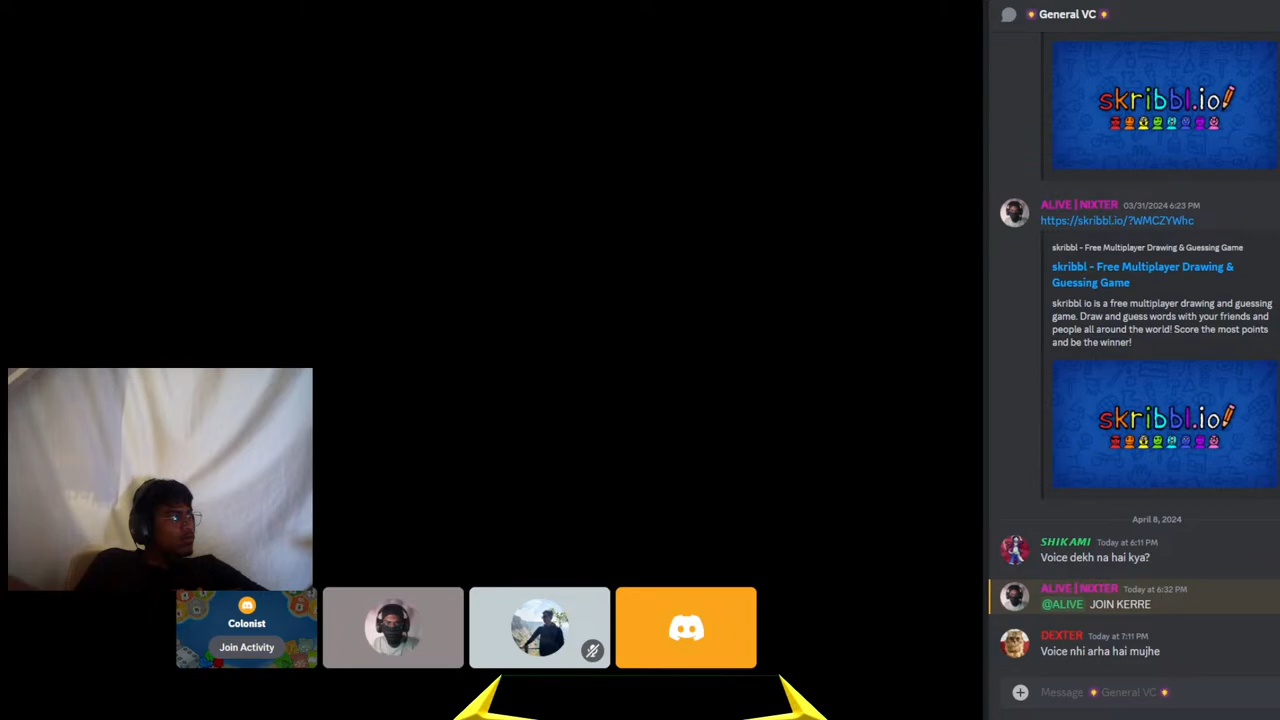 General VC
skribbl.io
ALIVE | NIXTER 03/31/2024 6:23 PM
https://skribbl.io/?WMCZYWhc
skribbl - Free Multiplayer Drawing & Guessing Game
skribbl - Free Multiplayer Drawing &
Guessing Game
skribbl io is a free multiplayer drawing and guessing
game. Draw and guess words with your friends and
people all around the world! Score the most points
and be the winner!
skribbl.io
April 8, 2024
SHIKAMI Today at 6:11 PM
Voice dekh na hai kya?
ALIVE | NIXTER Today at 6:32 PM
@ALIVE JOIN KERRE
DEXTER Today at 7:11 PM
Voice nhi arha hai mujhe
Message General VC
Colonist
Join Activity